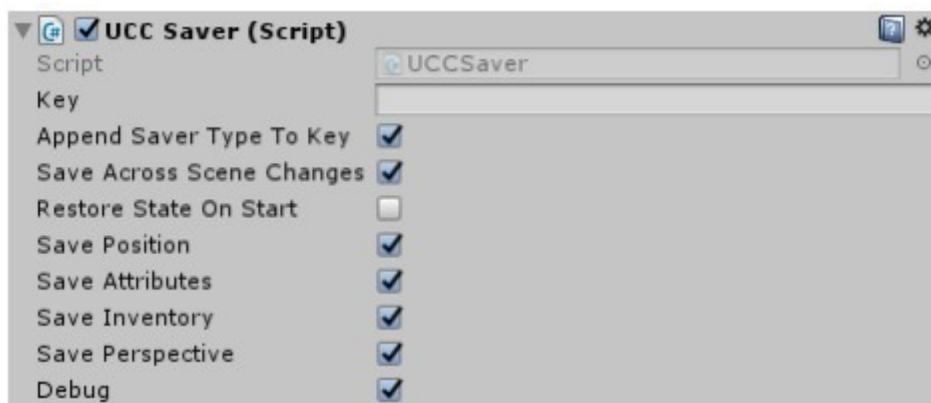 UCC Saver (Script)
Script UCCSaver
Key
Append Saver Type To Key
Save Across Scene Changes
Restore State On Start
Save Position
Save Attributes
Save Inventory
Save Perspective
Debug